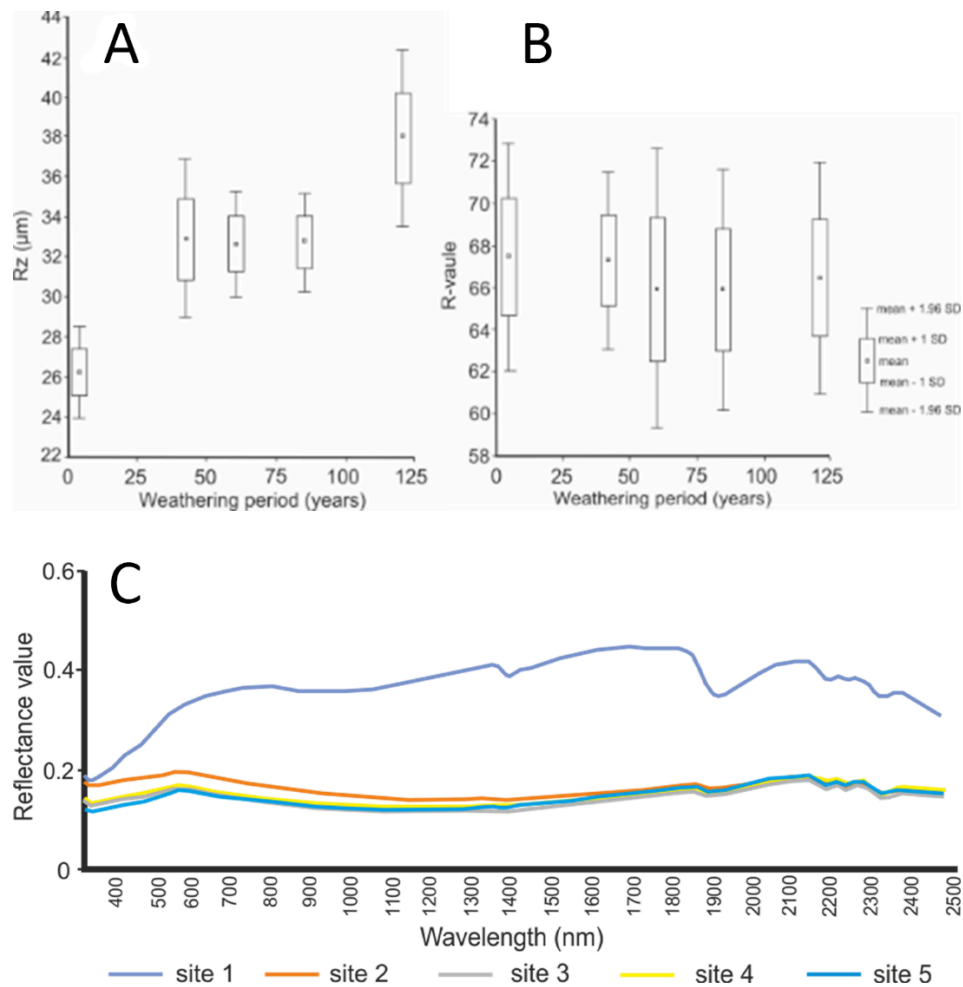 A
44
42
40
38
36
34
32
30
28
26
24
22
Rz (µm)
0 25 50 75 100 125
Weathering period (years)
B
74
72
70
68
66
64
62
60
58
R-vaule
0 25 50 75 100 125
Weathering period (years)
mean + 1.96 SD
mean + 1 SD
mean
mean - 1 SD
mean - 1.96 SD
C
0.6
0.4
0.2
0
Reflectance value
400 500 600 700 800 900 1000 1100 1200 1300 1400 1500 1600 1700 1800 1900 2000 2100 2200 2300 2400 2500
Wavelength (nm)
site 1 site 2 site 3 site 4 site 5